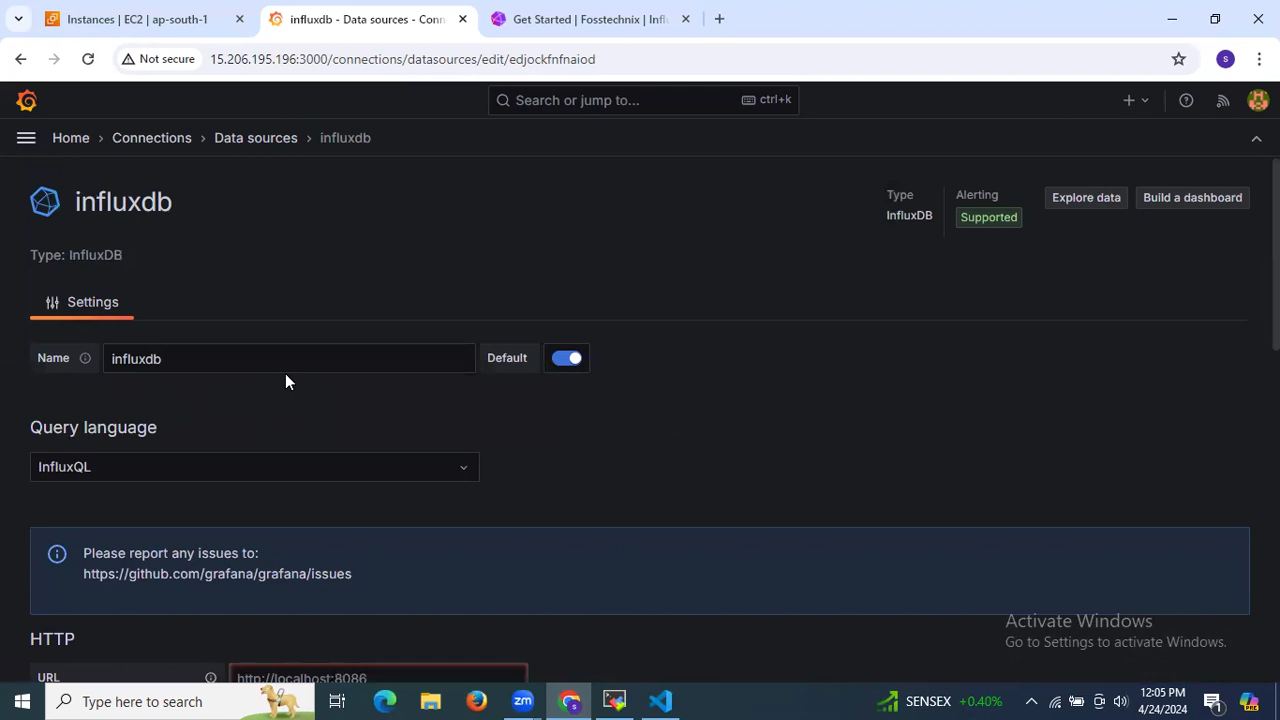 Instances | EC2 | ap-south-1
influxdb - Data sources - Conn
Get Started | Fosstechnix | Influ
Not secure
15.206.195.196:3000/connections/datasources/edit/edjockfnfnaiod
s
Search or jump to...
ctrl+k
Home
Connections
Data sources
influxdb
influxdb
Type
InfluxDB
Alerting
Supported
Explore data
Build a dashboard
Type: InfluxDB
Settings
Name
influxdb
Default
Query language
InfluxQL
Please report any issues to:
https://github.com/grafana/grafana/issues
HTTP
URL
http://localhost:8086
Activate Windows
Go to Settings to activate Windows.
Type here to search
zm
SENSEX +0.40%
12:05 PM
4/24/2024
1
PRE